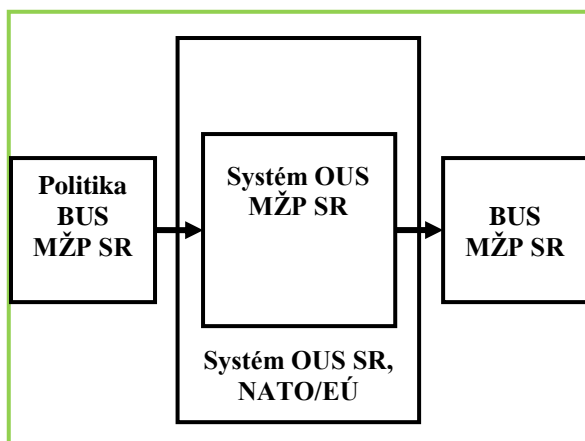 Politika
BUS
MŽP SR
Systém OUS
MŽP SR
BUS
MŽP SR
Systém OUS SR,
NATO/EÚ